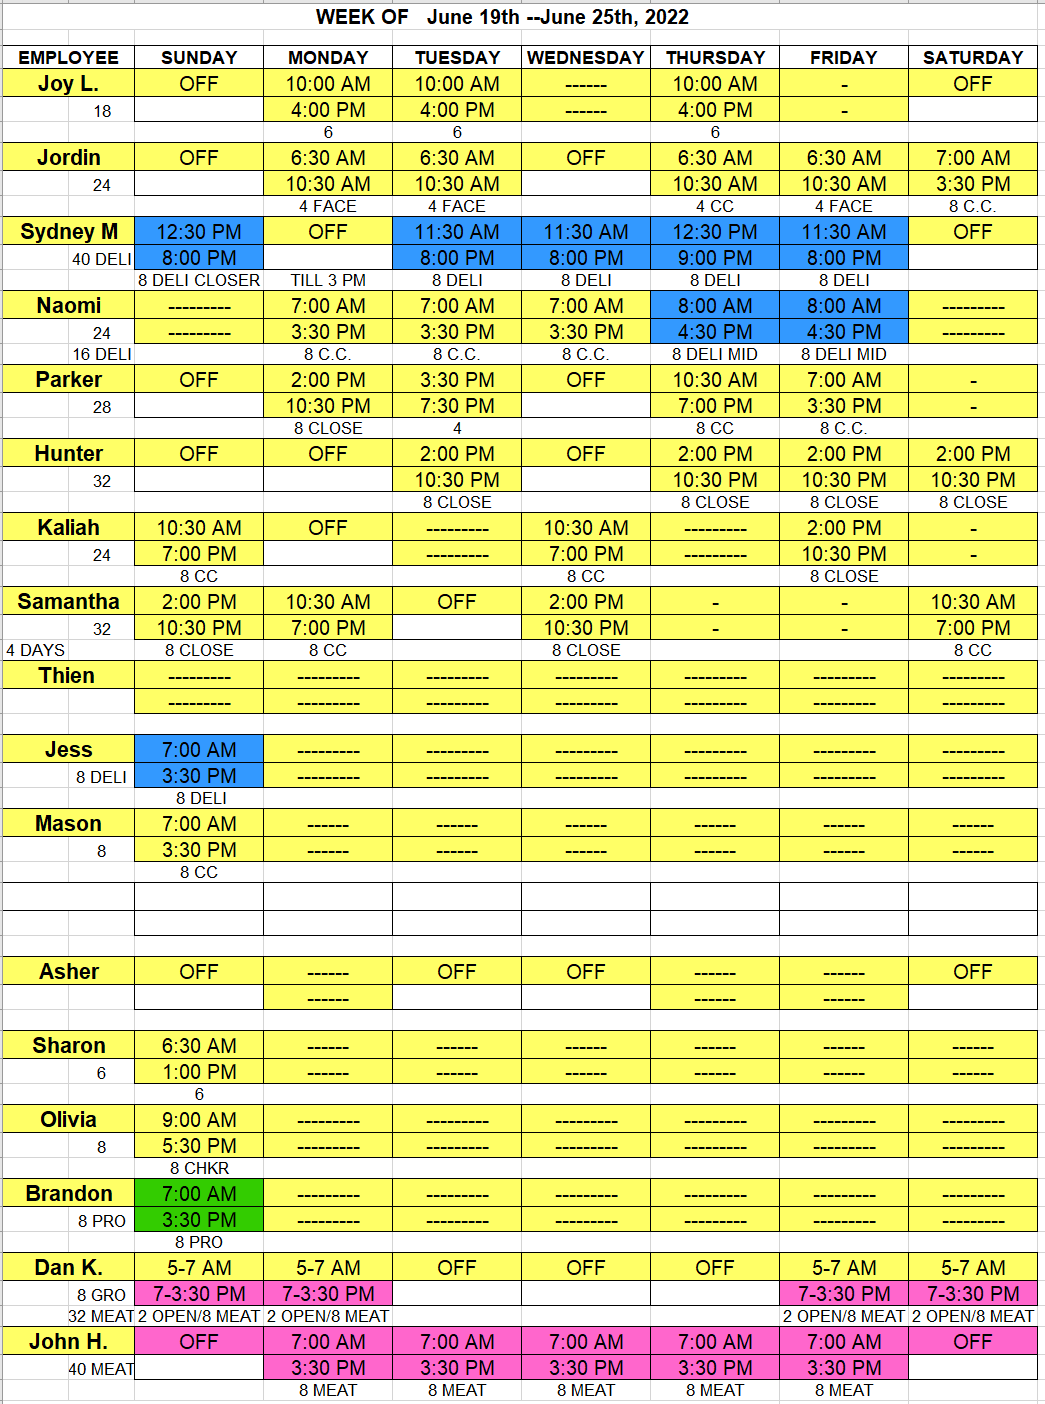 WEEK OF June 19th --June 25th, 2022
EMPLOYEE SUNDAY MONDAY TUESDAY WEDNESDAY THURSDAY FRIDAY SATURDAY
Joy L. OFF 10:00 AM 10:00 AM ------ 10:00 AM - OFF
18 4:00 PM 4:00 PM ------ 4:00 PM -
6 6 6
Jordin OFF 6:30 AM 6:30 AM OFF 6:30 AM 6:30 AM 7:00 AM
24 10:30 AM 10:30 AM 10:30 AM 10:30 AM 3:30 PM
4 FACE 4 FACE 4 CC 4 FACE 8 C.C.
Sydney M 12:30 PM OFF 11:30 AM 11:30 AM 12:30 PM 11:30 AM OFF
40 DELI 8:00 PM 8:00 PM 8:00 PM 9:00 PM 8:00 PM
8 DELI CLOSER TILL 3 PM 8 DELI 8 DELI 8 DELI 8 DELI
Naomi --------- 7:00 AM 7:00 AM 7:00 AM 8:00 AM 8:00 AM ---------
24 --------- 3:30 PM 3:30 PM 3:30 PM 4:30 PM 4:30 PM ---------
16 DELI 8 C.C. 8 C.C. 8 C.C. 8 DELI MID 8 DELI MID
Parker OFF 2:00 PM 3:30 PM OFF 10:30 AM 7:00 AM -
28 10:30 PM 7:30 PM 7:00 PM 3:30 PM -
8 CLOSE 4 8 CC 8 C.C.
Hunter OFF OFF 2:00 PM OFF 2:00 PM 2:00 PM 2:00 PM
32 10:30 PM 10:30 PM 10:30 PM 10:30 PM
8 CLOSE 8 CLOSE 8 CLOSE 8 CLOSE
Kaliah 10:30 AM OFF --------- 10:30 AM --------- 2:00 PM -
24 7:00 PM --------- 7:00 PM --------- 10:30 PM -
8 CC 8 CC 8 CLOSE
Samantha 2:00 PM 10:30 AM OFF 2:00 PM - - 10:30 AM
32 10:30 PM 7:00 PM 10:30 PM - - 7:00 PM
4 DAYS 8 CLOSE 8 CC 8 CLOSE 8 CC
Thien --------- --------- --------- --------- --------- --------- ---------
--------- --------- --------- --------- --------- --------- ---------
Jess 7:00 AM --------- --------- --------- --------- --------- ---------
8 DELI 3:30 PM --------- --------- --------- --------- --------- ---------
8 DELI
Mason 7:00 AM ------ ------ ------ ------ ------ ------
8 3:30 PM ------ ------ ------ ------ ------ ------
8 CC
Asher OFF ------ OFF OFF ------ ------ OFF
------ ------ ------
Sharon 6:30 AM ------ ------ ------ ------ ------ ------
6 1:00 PM ------ ------ ------ ------ ------ ------
6
Olivia 9:00 AM --------- --------- --------- --------- --------- ---------
8 5:30 PM --------- --------- --------- --------- --------- ---------
8 CHKR
Brandon 7:00 AM --------- --------- --------- --------- --------- ---------
8 PRO 3:30 PM --------- --------- --------- --------- --------- ---------
8 PRO
Dan K. 5-7 AM 5-7 AM OFF OFF OFF 5-7 AM 5-7 AM
8 GRO 7-3:30 PM 7-3:30 PM 7-3:30 PM 7-3:30 PM
32 MEAT 2 OPEN/8 MEAT 2 OPEN/8 MEAT 2 OPEN/8 MEAT 2 OPEN/8 MEAT
John H. OFF 7:00 AM 7:00 AM 7:00 AM 7:00 AM 7:00 AM OFF
40 MEAT 3:30 PM 3:30 PM 3:30 PM 3:30 PM 3:30 PM
8 MEAT 8 MEAT 8 MEAT 8 MEAT 8 MEAT